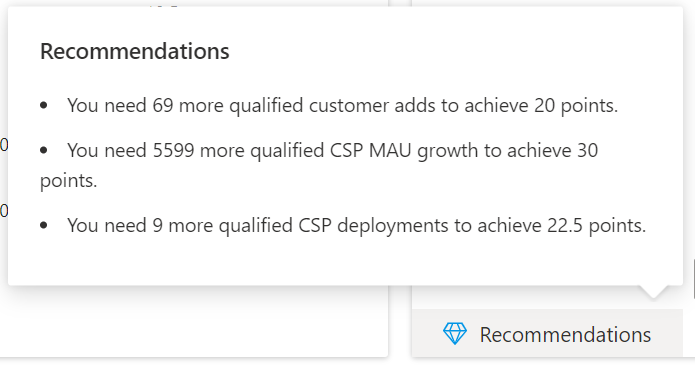 Recommendations
• You need 69 more qualified customer adds to achieve 20 points.
• You need 5599 more qualified CSP MAU growth to achieve 30
points.
• You need 9 more qualified CSP deployments to achieve 22.5 points.
Recommendations